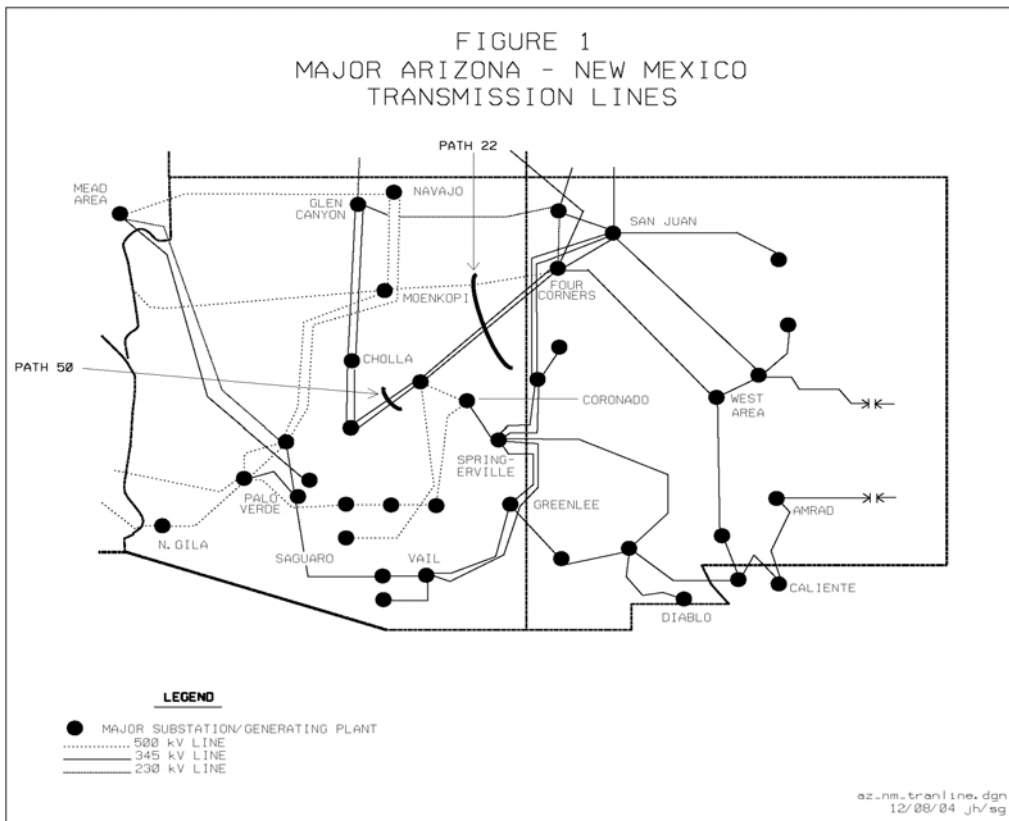 FIGURE 1
MAJOR ARIZONA - NEW MEXICO
TRANSMISSION LINES
PATH 22
MEAD
AREA
NAVAJO
GLEN
CANYON
SAN JUAN
FOUR
CORNERS
MOENKOPI
PATH 50
CHOLLA
CORONADO
WEST
AREA
SPRING-
ERVILLE
PALO
VERDE
GREENLEE
AMRAD
N. GILA
SAGUARO
VAIL
CALIENTE
DIABLO
LEGEND
MAJOR SUBSTATION/GENERATING PLANT
500 kV LINE
345 kV LINE
230 kV LINE
az_nm_tranline.dgn
12/08/04 jh/sg